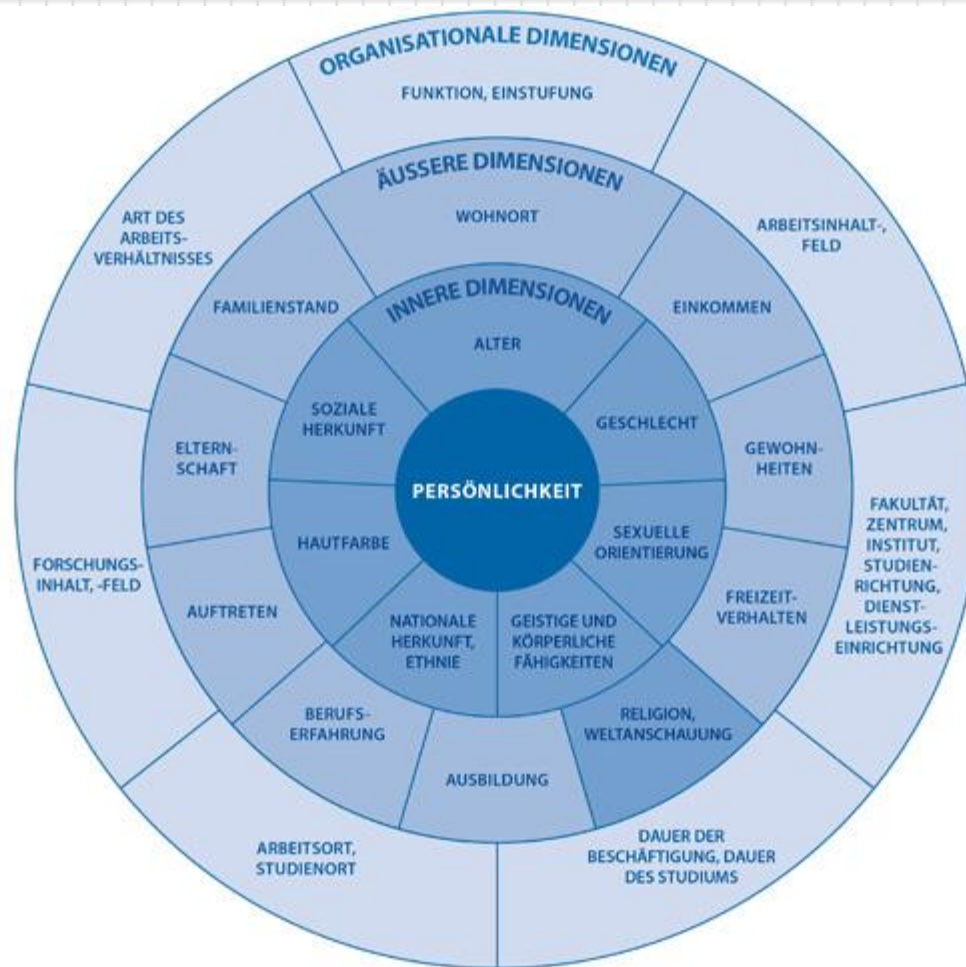 ORGANISATIONALE DIMENSIONEN
FUNKTION, EINSTUFUNG
ARBEITSINHALT-,
FELD
FAKULTÄT,
ZENTRUM,
INSTITUT,
STUDIEN-
RICHTUNG,
DIENST-
LEISTUNGS-
EINRICHTUNG
DAUER DER
BESCHÄFTIGUNG, DAUER
DES STUDIUMS
ARBEITSORT,
STUDIENORT
FORSCHUNGS-
INHALT, -FELD
ART DES
ARBEITS-
VERHÄLTNISSES
ÄUSSERE DIMENSIONEN
WOHNORT
EINKOMMEN
GEWOHN-
HEITEN
FREIZEIT-
VERHALTEN
RELIGION,
WELTANSCHAUUNG
AUSBILDUNG
BERUFS-
ERFAHRUNG
AUFTRETEN
ELTERN-
SCHAFT
FAMILIENSTAND
INNERE DIMENSIONEN
ALTER
GESCHLECHT
SEXUELLE
ORIENTIERUNG
GEISTIGE UND
KÖRPERLICHE
FÄHIGKEITEN
NATIONALE
HERKUNFT,
ETHNIE
HAUTFARBE
SOZIALE
HERKUNFT
PERSÖNLICHKEIT